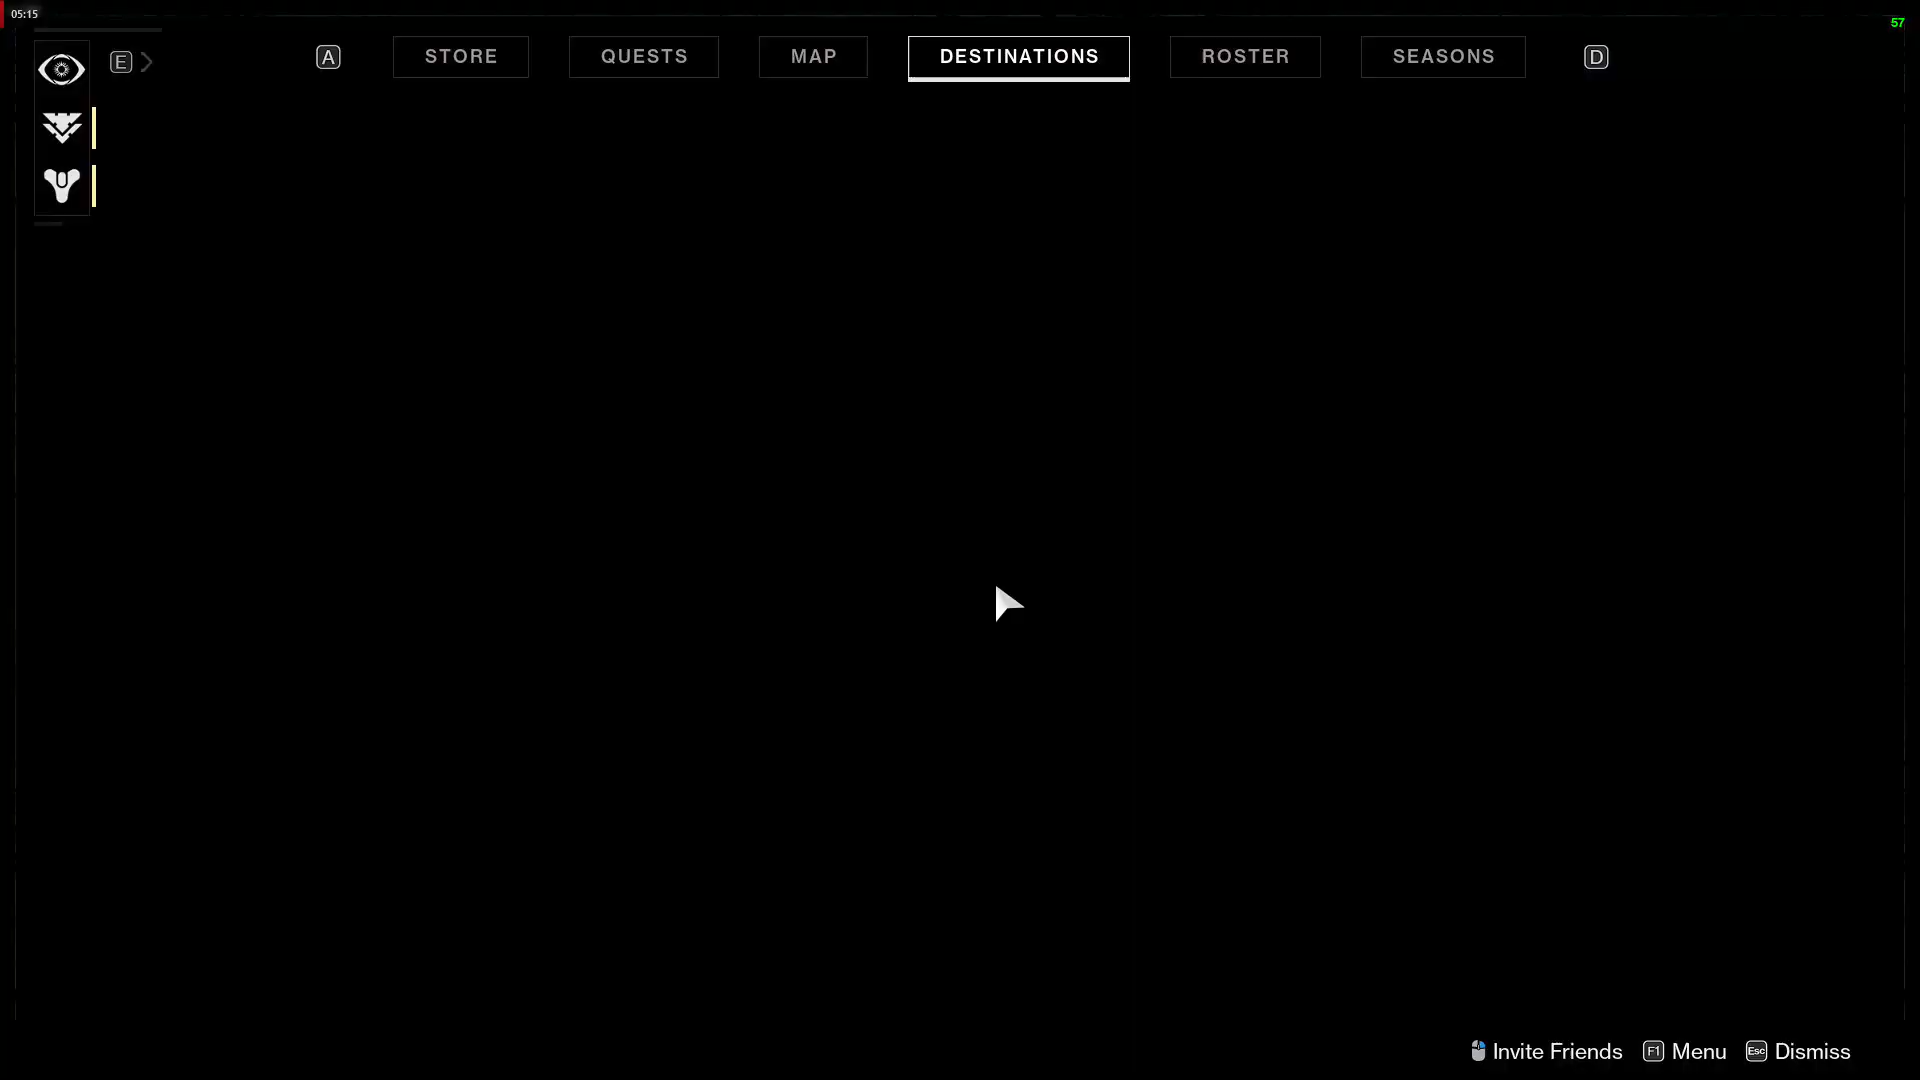 05:15
57
E
A
STORE
QUESTS
MAP
DESTINATIONS
ROSTER
SEASONS
D
Invite Friends
F1 Menu
Esc Dismiss